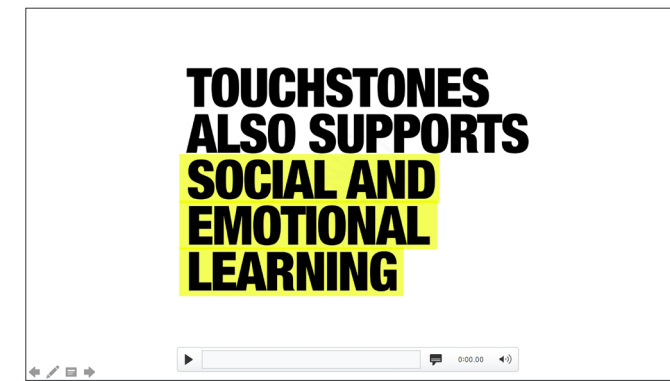 TOUCHSTONES
ALSO SUPPORTS
SOCIAL AND
EMOTIONAL
LEARNING
0:00.00